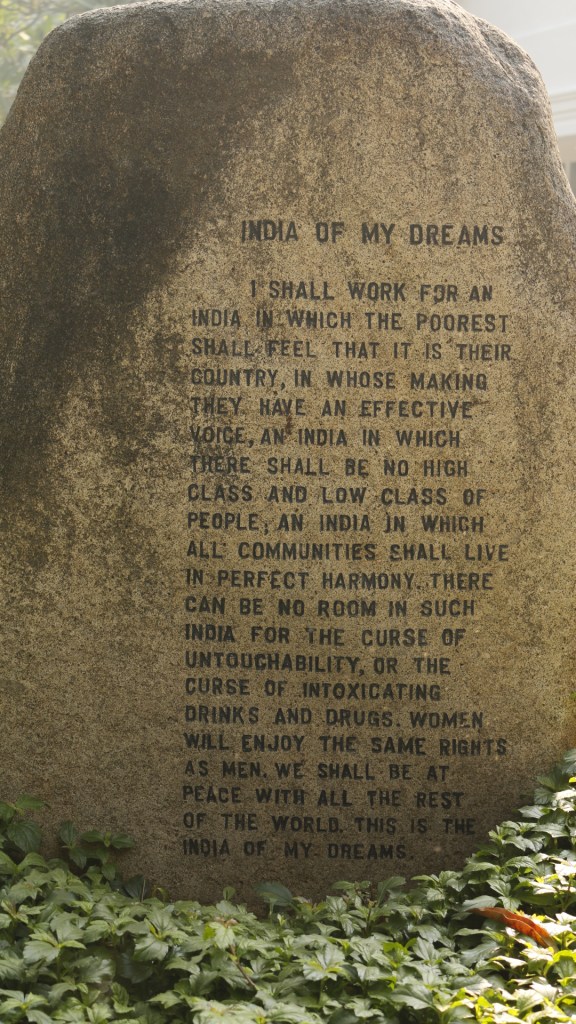 INDIA OF MY DREAMS
I SHALL WORK FOR AN
INDIA IN WHICH THE POOREST
SHALL FEEL THAT IT IS THEIR
COUNTRY, IN WHOSE MAKING
THEY HAVE AN EFFECTIVE
VOICE, AN INDIA IN WHICH
THERE SHALL BE NO HIGH
CLASS AND LOW CLASS OF
PEOPLE, AN INDIA IN WHICH
ALL COMMUNITIES SHALL LIVE
IN PERFECT HARMONY. THERE
CAN BE NO ROOM IN SUCH
INDIA FOR THE CURSE OF
UNTOUCHABILITY, OR THE
CURSE OF INTOXICATING
DRINKS AND DRUGS. WOMEN
WILL ENJOY THE SAME RIGHTS
AS MEN. WE SHALL BE AT
PEACE WITH ALL THE REST
OF THE WORLD. THIS IS THE
INDIA OF MY DREAMS.